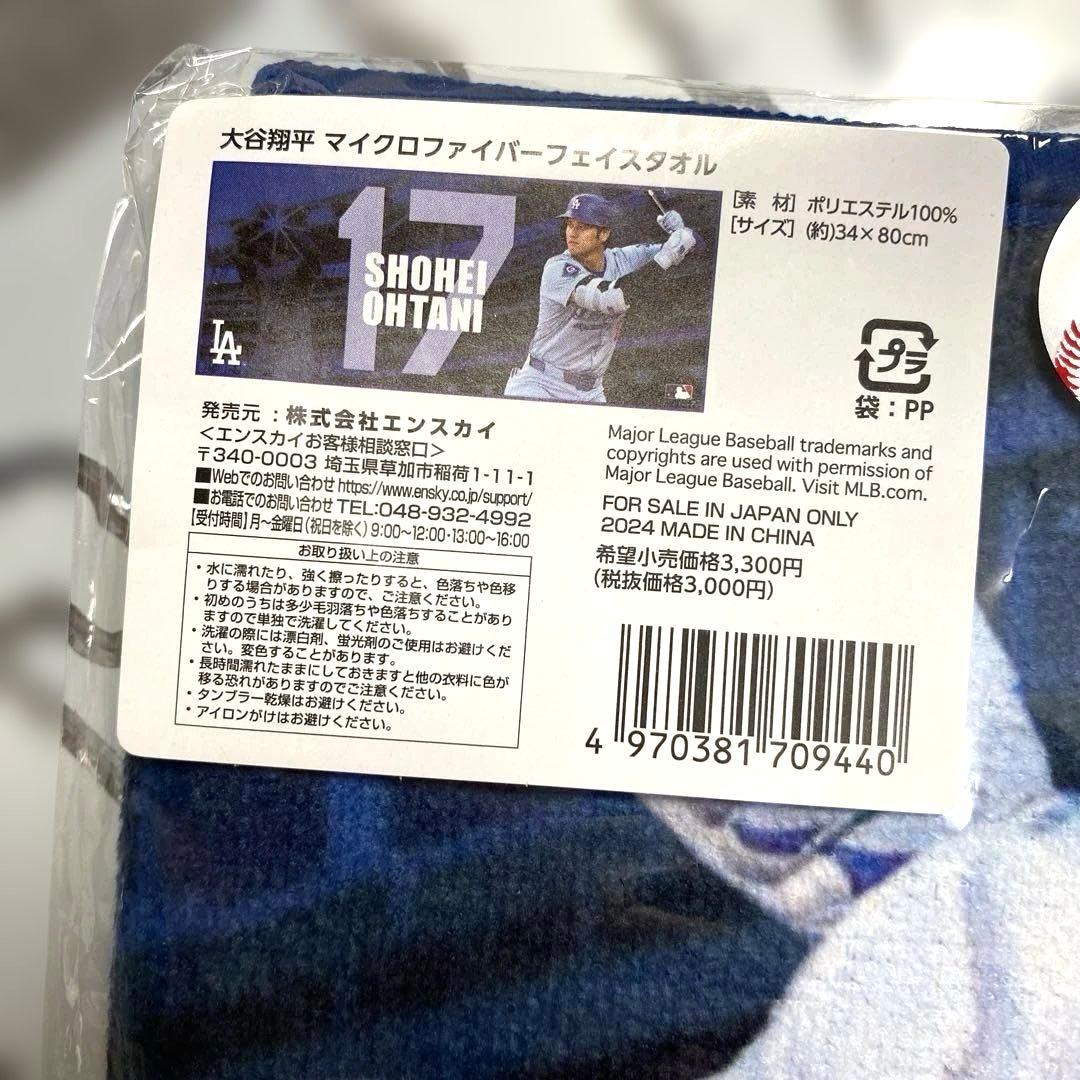 大谷翔平 マイクロファイバーフェイスタオル
17
SHOHEI
OHTANI
LA
[素 材] ポリエステル100%
[サイズ] (約)34×80cm
プラ
袋：PP
発売元 ：株式会社エンスカイ
<エンスカイお客様相談窓口>
〒340-0003 埼玉県草加市稲荷1-11-1
■Webでのお問い合わせ https://www.ensky.co.jp/support/
■お電話でのお問い合わせ TEL:048-932-4992
【受付時間】月～金曜日(祝日を除く) 9:00～12:00・13:00～16:00
お取り扱い上の注意
・水に濡れたり、強く擦ったりすると、色落ちや色移
りする場合がありますので、ご注意ください。
・初めのうちは多少毛羽落ちや色落ちすることがあり
ますので単独で洗濯してください。
・洗濯の際には漂白剤、蛍光剤のご使用はお避けくだ
さい。変色することがあります。
・長時間濡れたままにしておきますと他の衣料に色が
移る恐れがありますのでご注意ください。
・タンブラー乾燥はお避けください。
・アイロンがけはお避けください。
Major League Baseball trademarks and
copyrights are used with permission of
Major League Baseball. Visit MLB.com.
FOR SALE IN JAPAN ONLY
2024 MADE IN CHINA
希望小売価格3,300円
(税抜価格3,000円)
4 970381 709440